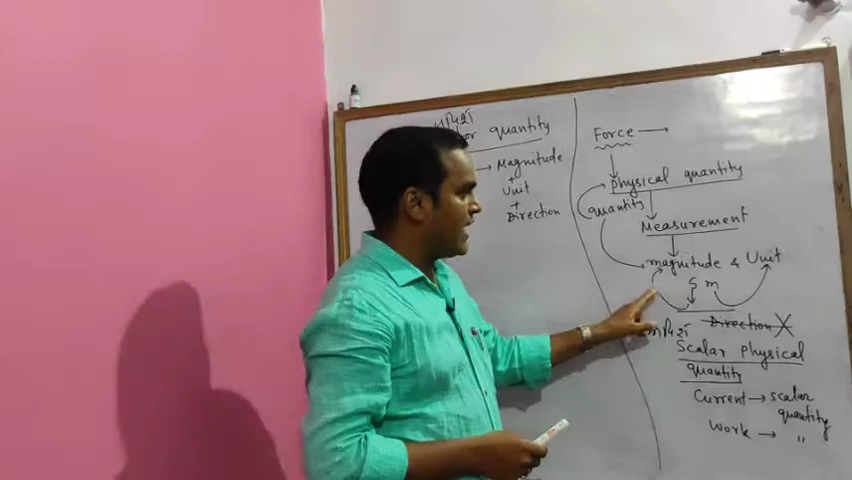 quantity
→ Magnitude
+
Unit
+
Direction
Force →
Physical quantity
quantity
Measurement
magnitude & Unit
5 m
Direction X
Scalar physical
quantity
Current → scalar
quantity
Work → "